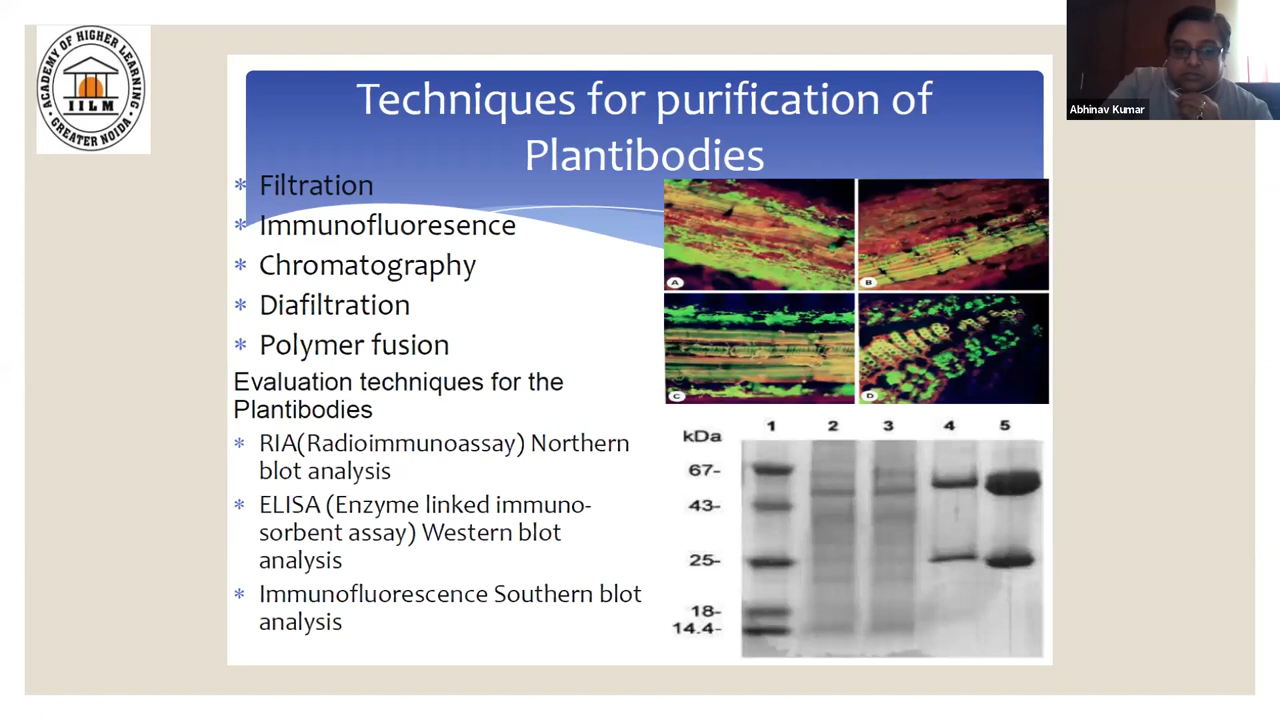 ACADEMY OF HIGHER LEARNING
IILM
GREATER NOIDA
Abhinav Kumar
Techniques for purification of
Plantibodies
* Filtration
* Immunofluoresence
* Chromatography
* Diafiltration
* Polymer fusion
Evaluation techniques for the
Plantibodies
* RIA(Radioimmunoassay) Northern
blot analysis
* ELISA (Enzyme linked immuno-
sorbent assay) Western blot
analysis
* Immunofluorescence Southern blot
analysis
A
B
C
D
kDa 1 2 3 4 5
67-
43-
25-
18-
14.4-